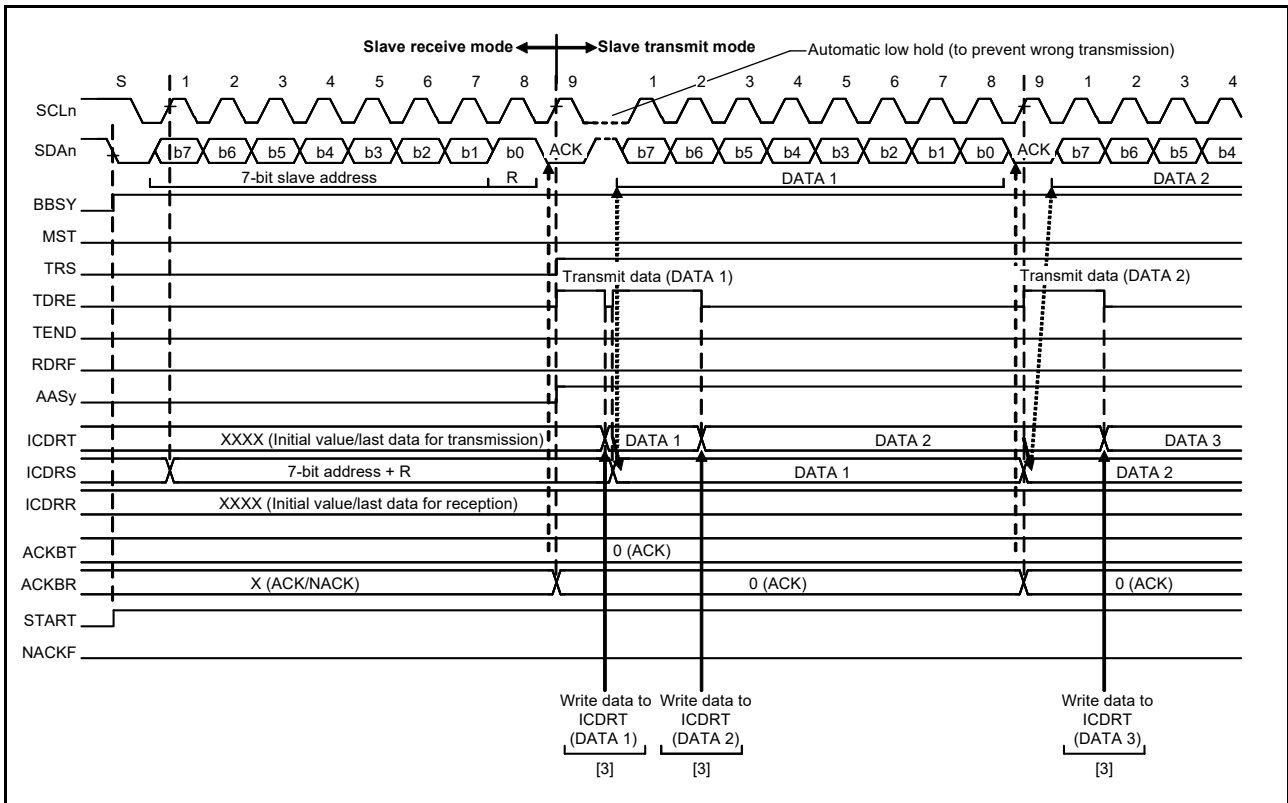 Slave receive mode Slave transmit mode
Automatic low hold (to prevent wrong transmission)
S 1 2 3 4 5 6 7 8 9 1 2 3 4 5 6 7 8 9 1 2 3 4
SCLn
SDAn b7 b6 b5 b4 b3 b2 b1 b0 ACK b7 b6 b5 b4 b3 b2 b1 b0 ACK b7 b6 b5 b4
7-bit slave address R DATA 1 DATA 2
BBSY
MST
TRS
Transmit data (DATA 1) Transmit data (DATA 2)
TDRE
TEND
RDRF
AASy
ICDRT XXXX (Initial value/last data for transmission) DATA 1 DATA 2 DATA 3
ICDRS 7-bit address + R DATA 1 DATA 2
ICDRR XXXX (Initial value/last data for reception)
ACKBT 0 (ACK)
ACKBR X (ACK/NACK) 0 (ACK) 0 (ACK)
START
NACKF
Write data to Write data to Write data to
ICDRT ICDRT ICDRT
(DATA 1) (DATA 2) (DATA 3)
[3] [3] [3]